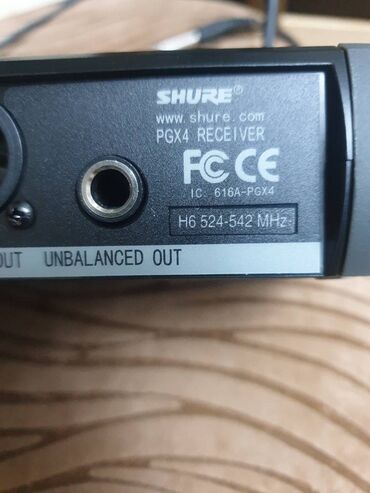 SHURE®
www.shure.com
PGX4 RECEIVER
FC CE
IC: 616A-PGX4
H6 524-542 MHz
OUT UNBALANCED OUT